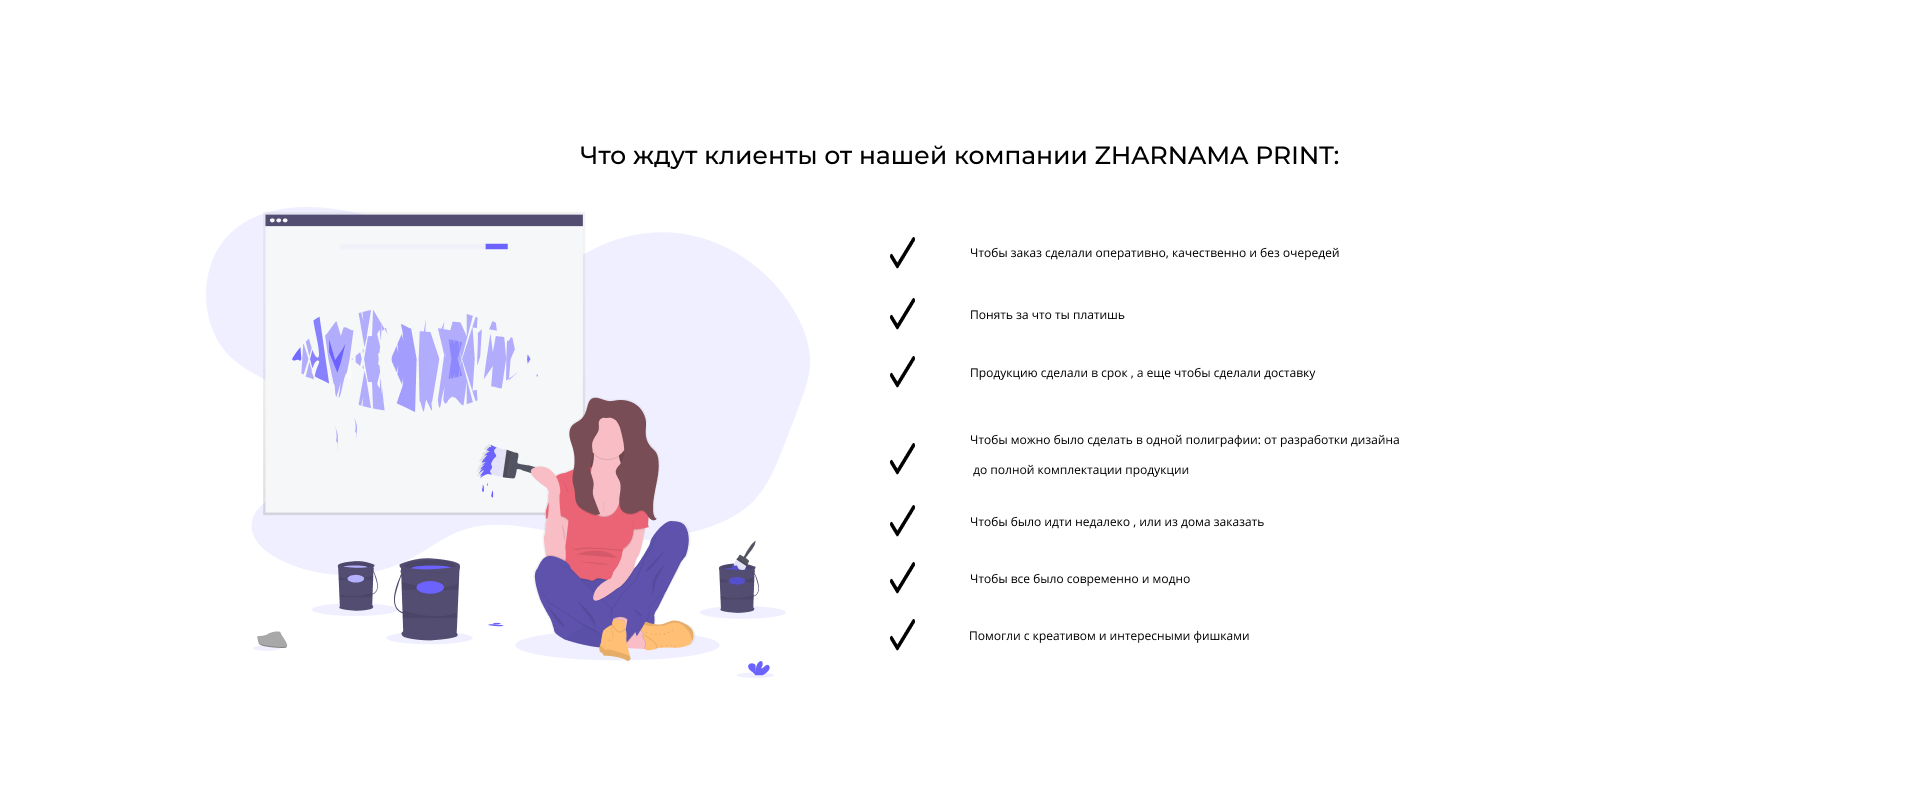 Что ждут клиенты от нашей компании ZHARNAMA PRINT:
Чтобы заказ сделали оперативно, качественно и без очередей
Понять за что ты платишь
Продукцию сделали в срок , а еще чтобы сделали доставку
Чтобы можно было сделать в одной полиграфии: от разработки дизайна
до полной комплектации продукции
Чтобы было идти недалеко , или из дома заказать
Чтобы все было современно и модно
Помогли с креативом и интересными фишками